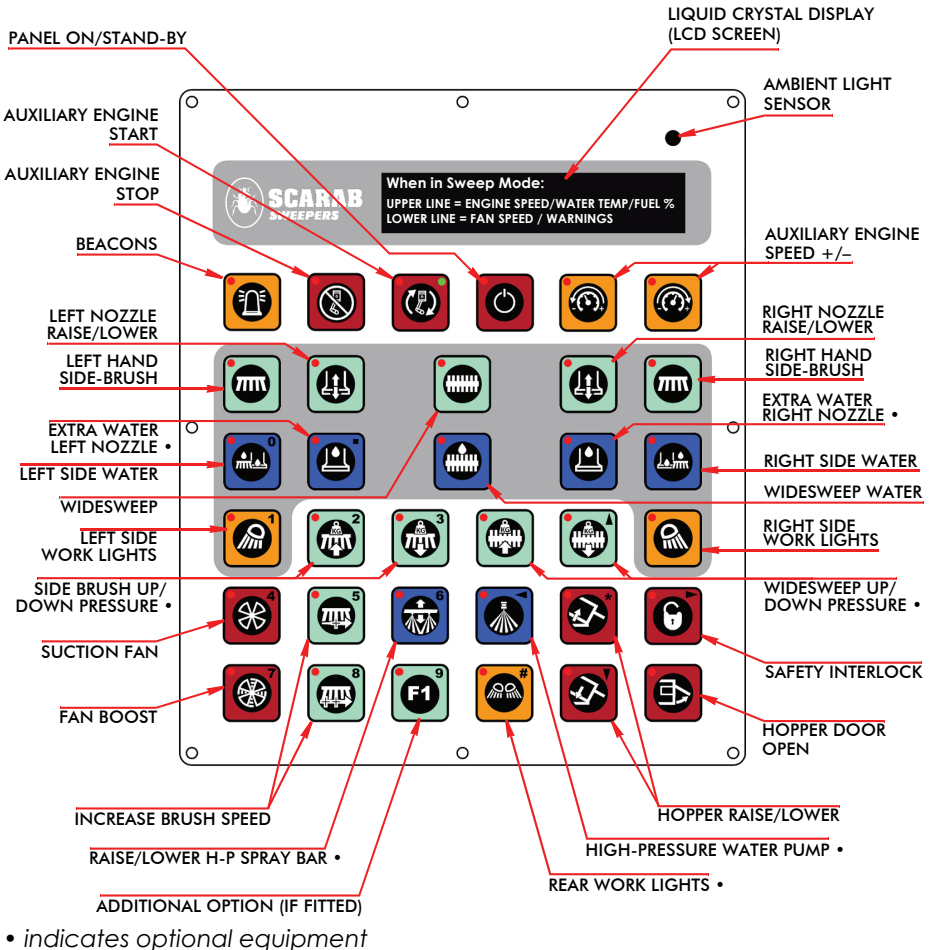 LIQUID CRYSTAL DISPLAY
(LCD SCREEN)
PANEL ON/STAND-BY
AMBIENT LIGHT
SENSOR
AUXILIARY ENGINE
START
AUXILIARY ENGINE
STOP
SCARAB
SWEEPERS
When in Sweep Mode:
UPPER LINE = ENGINE SPEED/WATER TEMP/FUEL %
LOWER LINE = FAN SPEED / WARNINGS
BEACONS
AUXILIARY ENGINE
SPEED +/–
LEFT NOZZLE
RAISE/LOWER
RIGHT NOZZLE
RAISE/LOWER
LEFT HAND
SIDE-BRUSH
RIGHT HAND
SIDE-BRUSH
EXTRA WATER
LEFT NOZZLE •
EXTRA WATER
RIGHT NOZZLE •
0
LEFT SIDE WATER
RIGHT SIDE WATER
WIDESWEEP
WIDESWEEP WATER
LEFT SIDE
WORK LIGHTS
1
2
KG
3
KG
KG
KG
RIGHT SIDE
WORK LIGHTS
SIDE BRUSH UP/
DOWN PRESSURE •
WIDESWEEP UP/
DOWN PRESSURE •
4
5
6
*
SUCTION FAN
SAFETY INTERLOCK
7
8
9
F1
#
FAN BOOST
HOPPER DOOR
OPEN
INCREASE BRUSH SPEED
HOPPER RAISE/LOWER
RAISE/LOWER H-P SPRAY BAR •
HIGH-PRESSURE WATER PUMP •
REAR WORK LIGHTS •
ADDITIONAL OPTION (IF FITTED)
• indicates optional equipment